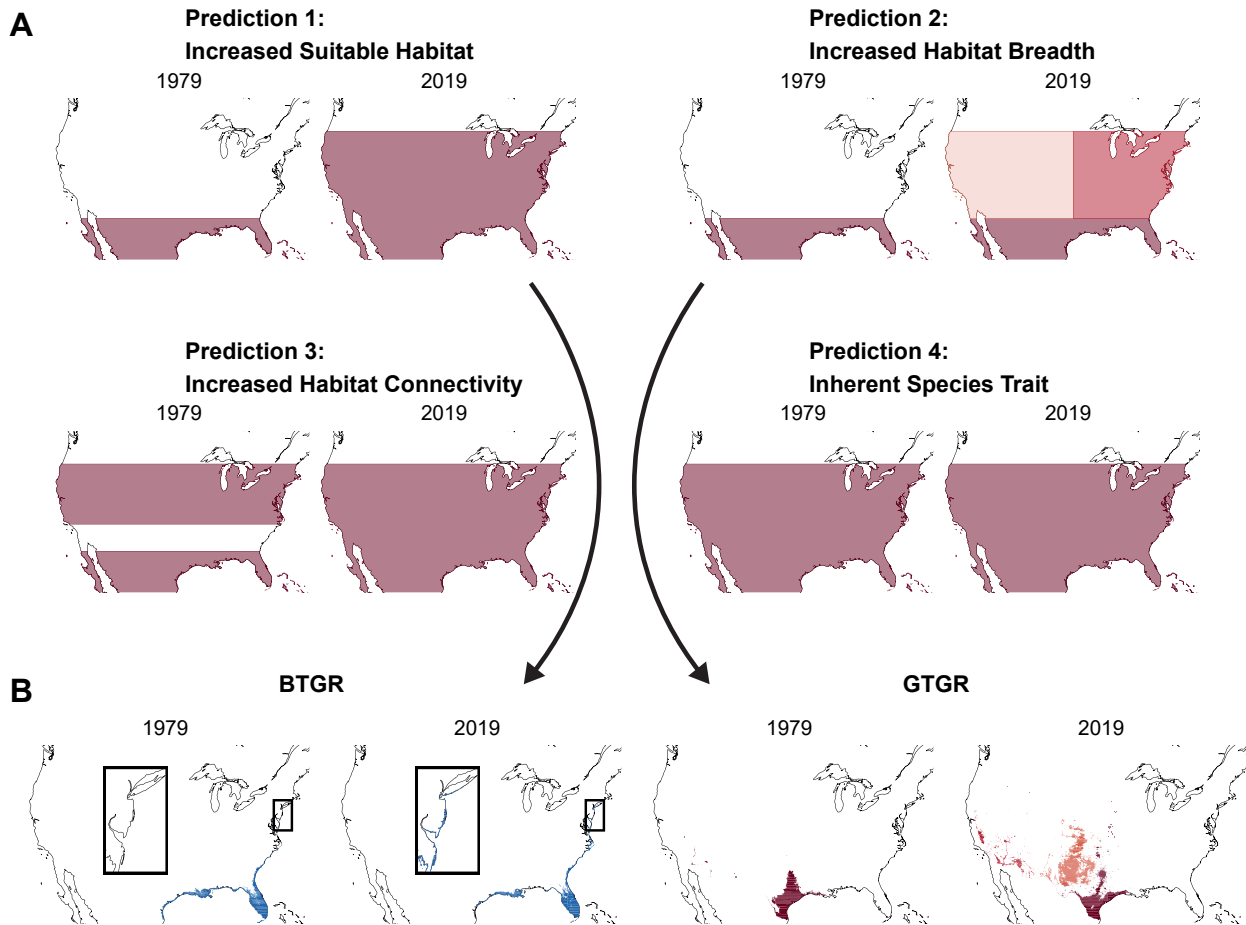 A
Prediction 1:
Increased Suitable Habitat
1979
2019
Prediction 2:
Increased Habitat Breadth
1979
2019
Prediction 3:
Increased Habitat Connectivity
1979
2019
Prediction 4:
Inherent Species Trait
1979
2019
B
BTGR
1979
2019
GTGR
1979
2019